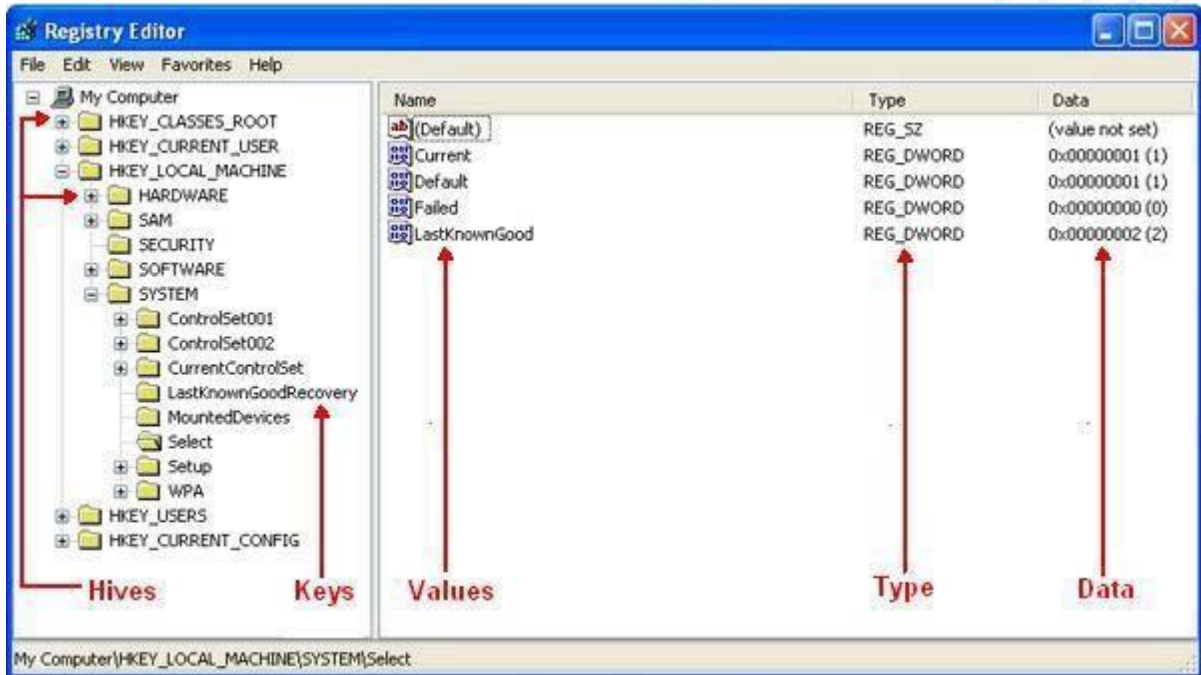 Registry Editor
File Edit View Favorites Help
My Computer
HKEY_CLASSES_ROOT
HKEY_CURRENT_USER
HKEY_LOCAL_MACHINE
HARDWARE
SAM
SECURITY
SOFTWARE
SYSTEM
ControlSet001
ControlSet002
CurrentControlSet
LastKnownGoodRecovery
MountedDevices
Select
Setup
WPA
HKEY_USERS
HKEY_CURRENT_CONFIG
Hives Keys
Name Type Data
(Default) REG_SZ (value not set)
Current REG_DWORD 0x00000001 (1)
Default REG_DWORD 0x00000001 (1)
Failed REG_DWORD 0x00000000 (0)
LastKnownGood REG_DWORD 0x00000002 (2)
Values Type Data
My Computer\HKEY_LOCAL_MACHINE\SYSTEM\Select